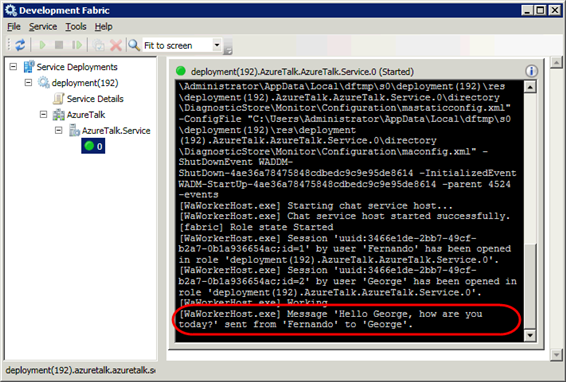 Development Fabric
File Service Tools Help
Fit to screen
Service Deployments
deployment(192)
Service Details
AzureTalk
AzureTalk.Service
0
deployment(192).AzureTalk.AzureTalk.Service.0 (Started)
\Administrator\AppData\Local\dftmp\s0
\deployment(192)\res
\deployment(192).AzureTalk.AzureTalk.Service.0\directory
\DiagnosticStore\Monitor\Configuration\mastaticconfig.xml"
-ConfigFile "C:\Users\Administrator\AppData\Local\dftmp\s0
\deployment(192)\res\deployment
(192).AzureTalk.AzureTalk.Service.0\directory
\DiagnosticStore\Monitor\Configuration\maconfig.xml" -
ShutDownEvent WADDM-
ShutDown-4ae36a78475848cdbedc9c9e95de8614 -InitializedEvent
WADM-StartUp-4ae36a78475848cdbedc9c9e95de8614 -parent 4524
-events
[WaWorkerHost.exe] Starting chat service host...
[WaWorkerHost.exe] Chat service host started successfully.
[fabric] Role state Started
[WaWorkerHost.exe] Session 'uuid:3466e1de-2bb7-49cf-
b2a7-0b1a936654ac;id=1' by user 'Fernando' has been opened
in role 'deployment(192).AzureTalk.AzureTalk.Service.0'.
[WaWorkerHost.exe] Session 'uuid:3466e1de-2bb7-49cf-
b2a7-0b1a936654ac;id=2' by user 'George' has been opened in
role 'deployment(192).AzureTalk.AzureTalk.Service.0'.
[WaWorkerHost.exe] Working
[WaWorkerHost.exe] Message 'Hello George, how are you
today?' sent from 'Fernando' to 'George'.
deployment(192).azuretalk.azuretalk.se